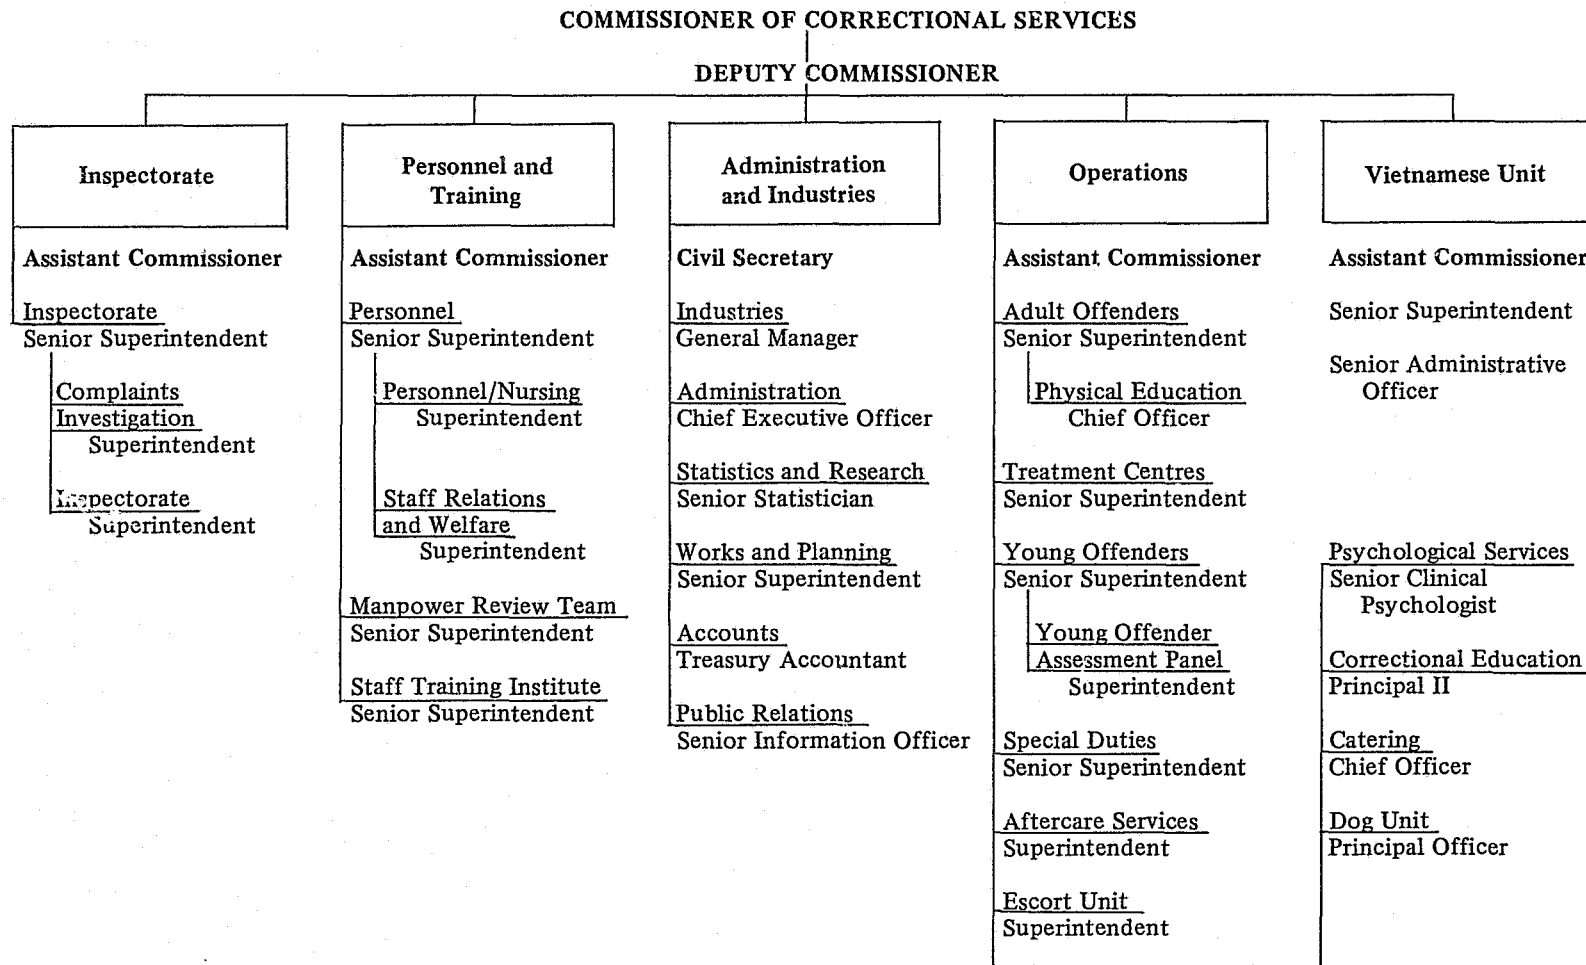 COMMISSIONER OF CORRECTIONAL SERVICES
DEPUTY COMMISSIONER
Inspectorate
Assistant Commissioner
Inspectorate
Senior Superintendent
Complaints
Investigation
Superintendent
Inspectorate
Superintendent
Personnel and
Training
Assistant Commissioner
Personnel
Senior Superintendent
Personnel/Nursing
Superintendent
Staff Relations
and Welfare
Superintendent
Manpower Review Team
Senior Superintendent
Staff Training Institute
Senior Superintendent
Administration
and Industries
Civil Secretary
Industries
General Manager
Administration
Chief Executive Officer
Statistics and Research
Senior Statistician
Works and Planning
Senior Superintendent
Accounts
Treasury Accountant
Public Relations
Senior Information Officer
Operations
Assistant Commissioner
Adult Offenders
Senior Superintendent
Physical Education
Chief Officer
Treatment Centres
Senior Superintendent
Young Offenders
Senior Superintendent
Young Offender
Assessment Panel
Superintendent
Special Duties
Senior Superintendent
Aftercare Services
Superintendent
Escort Unit
Superintendent
Vietnamese Unit
Assistant Commissioner
Senior Superintendent
Senior Administrative
Officer
Psychological Services
Senior Clinical
Psychologist
Correctional Education
Principal II
Catering
Chief Officer
Dog Unit
Principal Officer